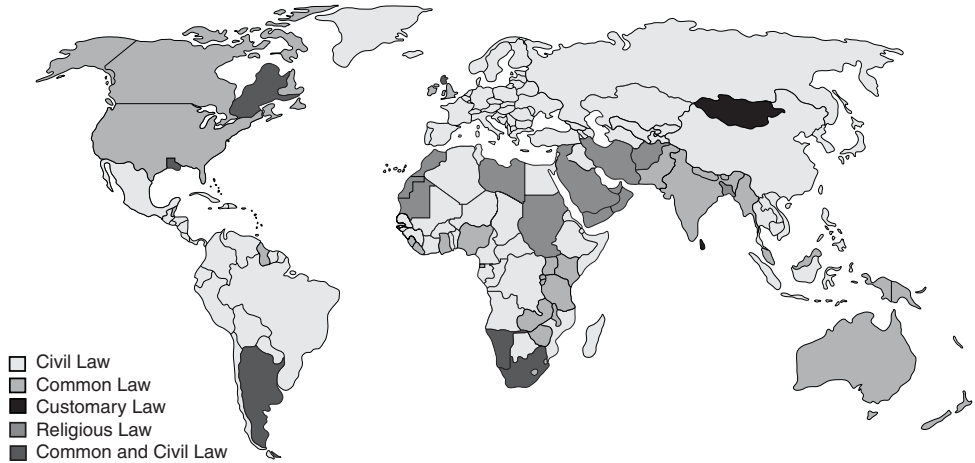 Civil Law
Common Law
Customary Law
Religious Law
Common and Civil Law